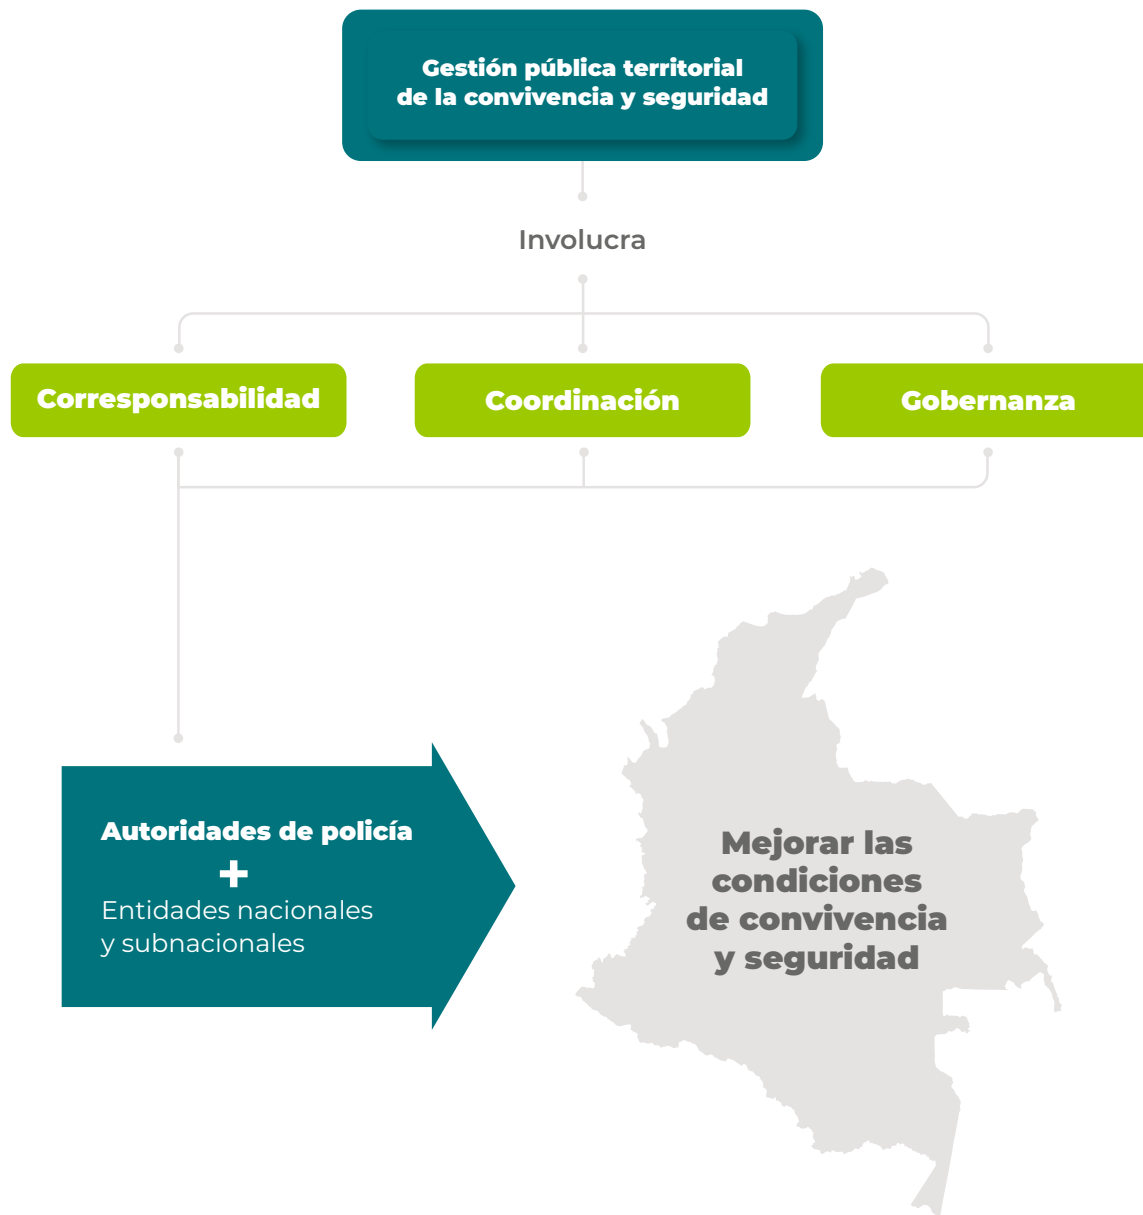 Gestión pública territorial
de la convivencia y seguridad
Involucra
Corresponsabilidad
Coordinación
Gobernanza
Autoridades de policía
+
Entidades nacionales
y subnacionales
Mejorar las
condiciones
de convivencia
y seguridad